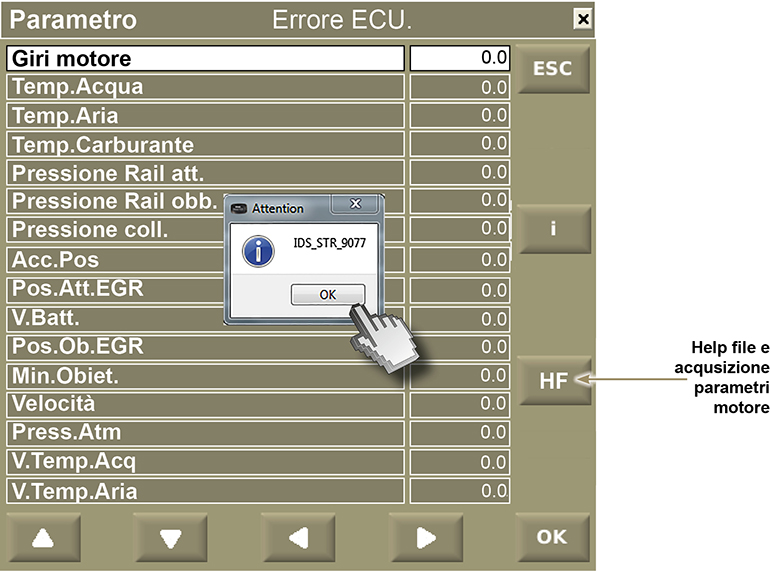 Parametro Errore ECU.
Giri motore 0.0
ESC
Temp.Acqua 0.0
Temp.Aria 0.0
Temp.Carburante 0.0
Pressione Rail att. 0.0
Pressione Rail obb. 0.0
Attention
Pressione coll. 0.0
i
IDS_STR_9077
Acc.Pos 0.0
Pos.Att.EGR 0.0
OK
V.Batt. 0.0
Pos.Ob.EGR 0.0
Min.Obiet. 0.0
HF
Help file e
acqusizione
parametri
motore
Velocità 0.0
Press.Atm 0.0
V.Temp.Acq 0.0
V.Temp.Aria 0.0
OK